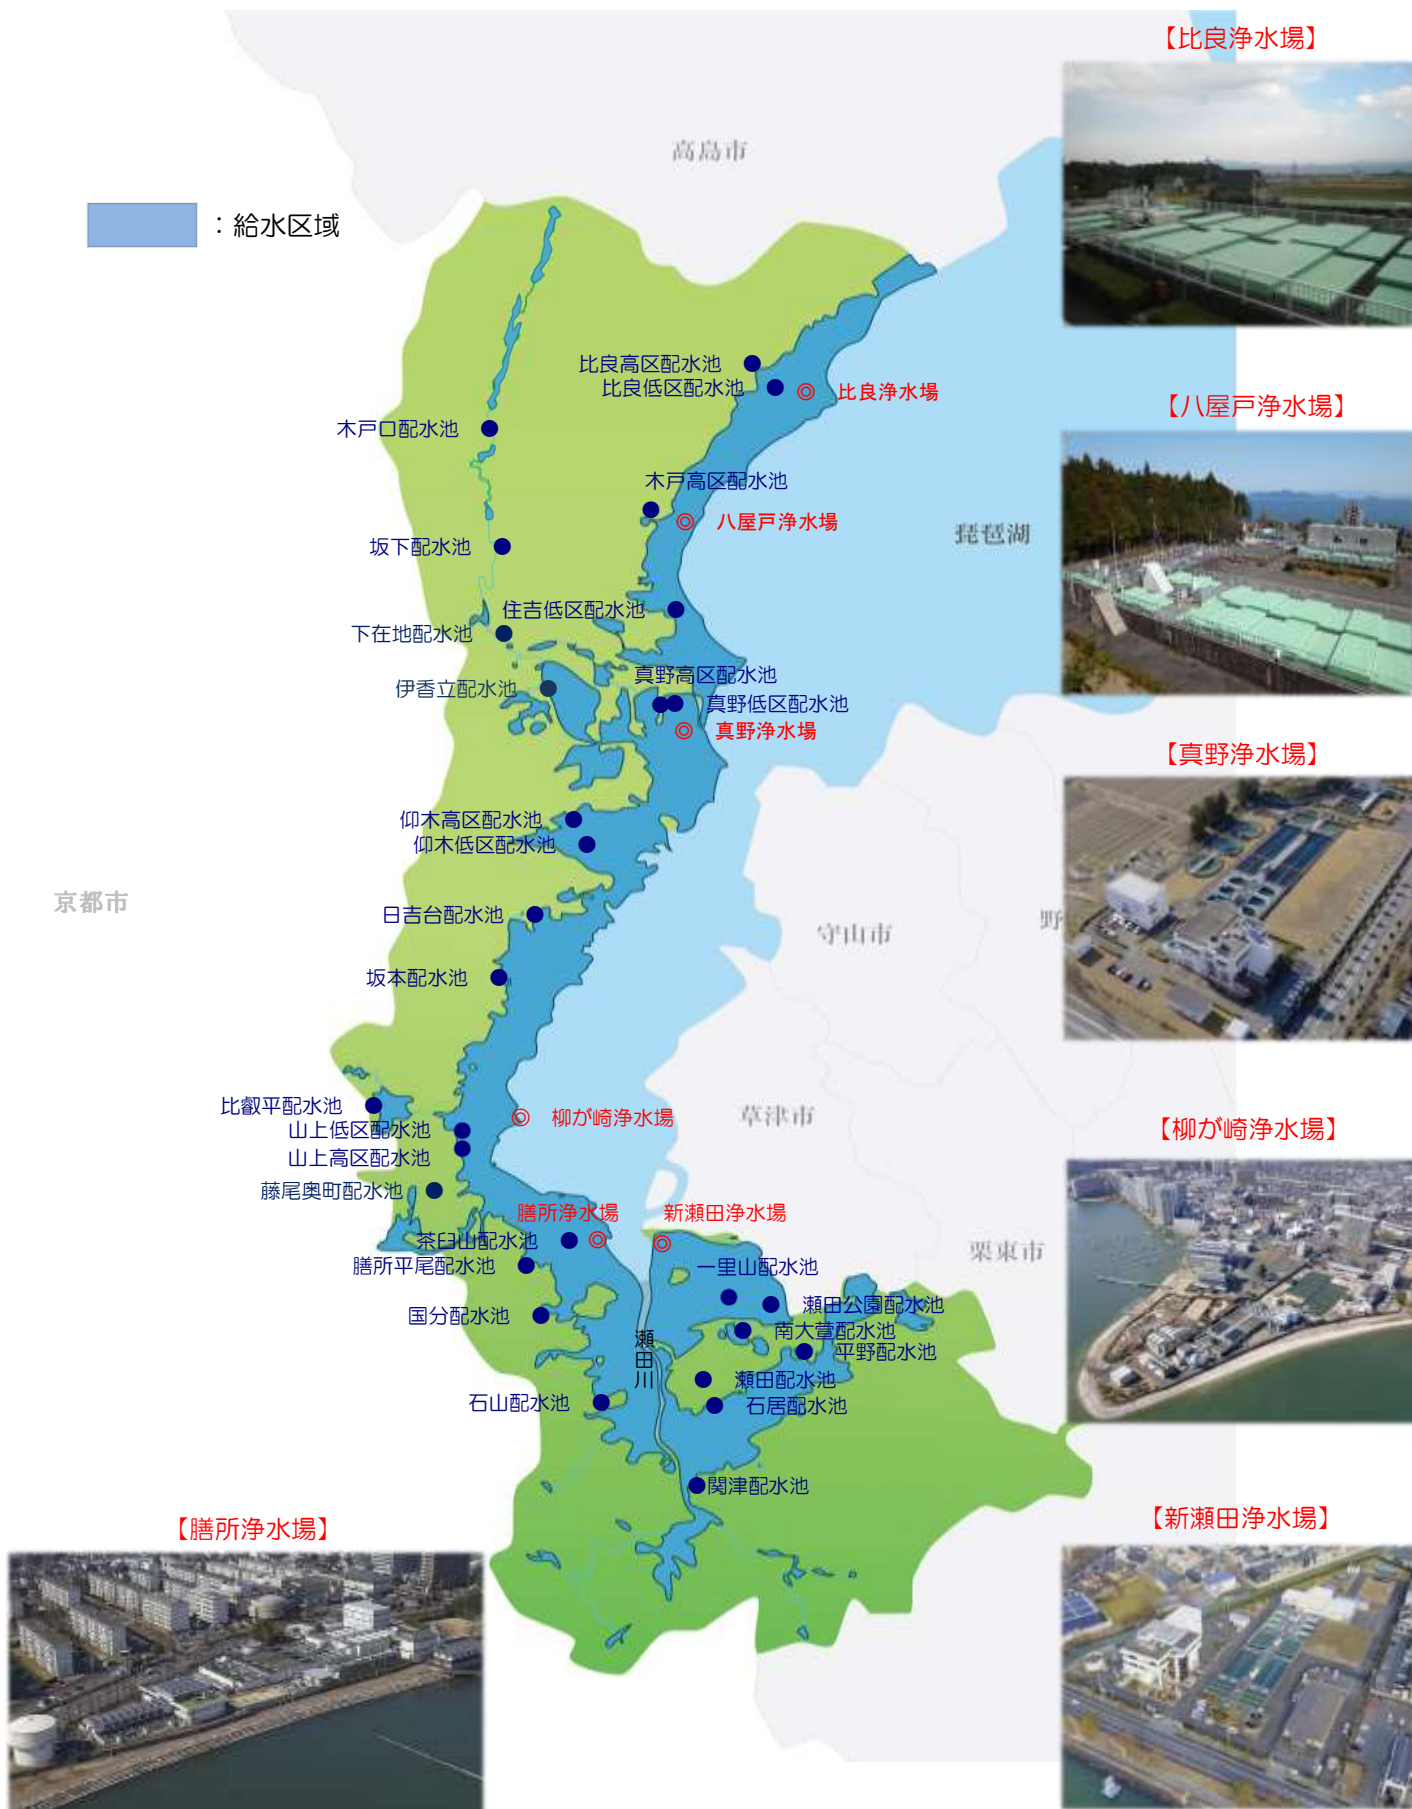 【比良浄水場】
高島市
：給水区域
比良高区配水池
比良低区配水池
比良浄水場
【八屋戸浄水場】
木戸口配水池
木戸高区配水池
八屋戸浄水場
琵琶湖
坂下配水池
住吉低区配水池
下在地配水池
真野高区配水池
伊香立配水池
真野低区配水池
真野浄水場
【真野浄水場】
仰木高区配水池
仰木低区配水池
京都市
日吉台配水池
守山市
野
坂本配水池
比叡平配水池
柳が崎浄水場
草津市
【柳が崎浄水場】
山上低区配水池
山上高区配水池
藤尾奥町配水池
膳所浄水場
新瀬田浄水場
茶臼山配水池
栗東市
膳所平尾配水池
一里山配水池
国分配水池
瀬田公園配水池
南大萱配水池
瀬田川
平野配水池
瀬田配水池
石山配水池
石居配水池
関津配水池
【膳所浄水場】
【新瀬田浄水場】